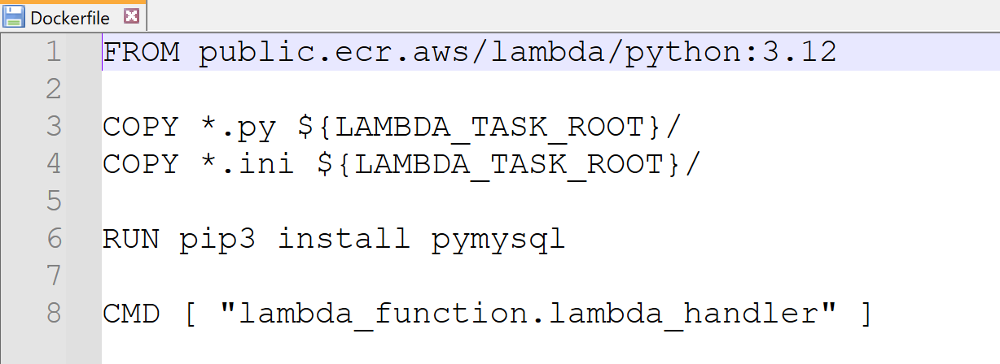 Dockerfile
1 FROM public.ecr.aws/lambda/python:3.12
2
3 COPY *.py ${LAMBDA_TASK_ROOT}/
4 COPY *.ini ${LAMBDA_TASK_ROOT}/
5
6 RUN pip3 install pymysql
7
8 CMD [ "lambda_function.lambda_handler" ]